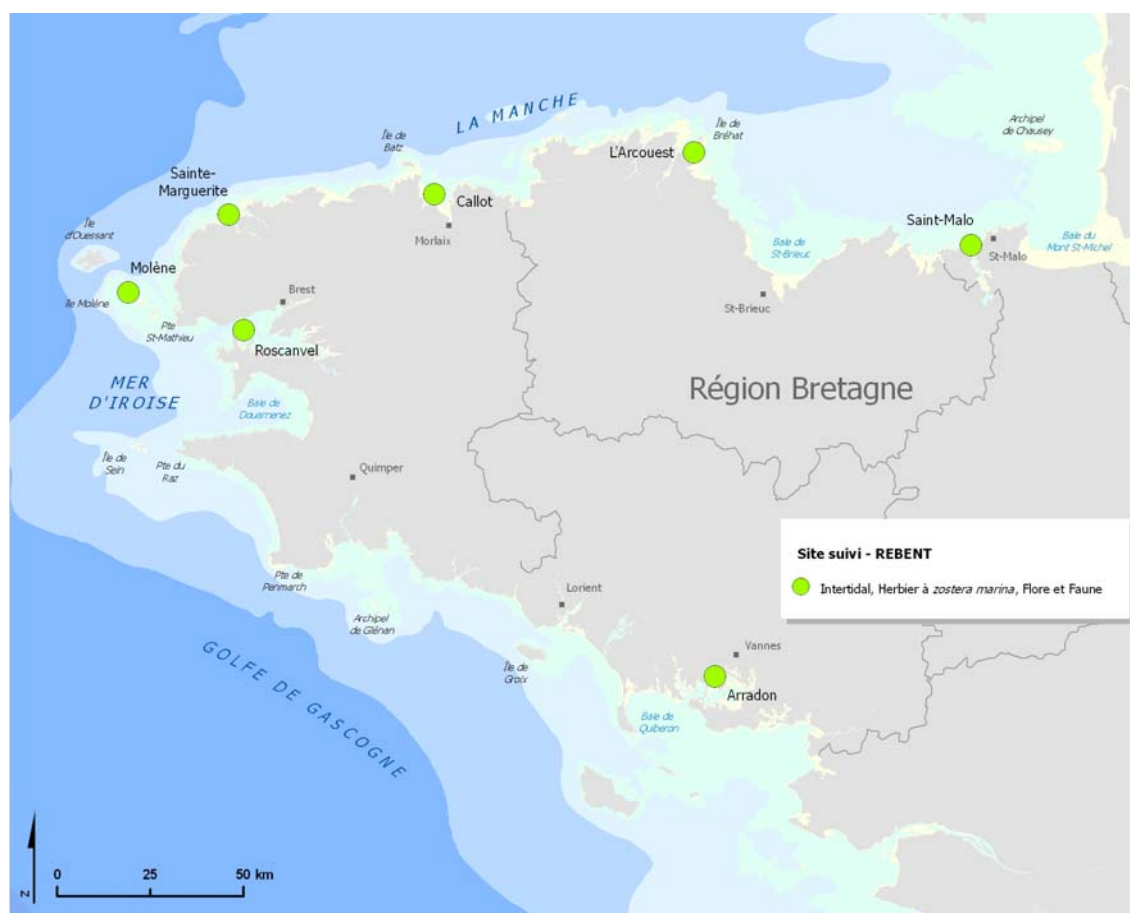 LA MANCHE
Île de
Batz
Île de
Bréhat
Archipel
de Chausey
L'Arcouest
Sainte-
Marguerite
Callot
Morlaix
Saint-Malo
St-Malo
Baie du
Mont St-Michel
Baie de
St-Brieuc
St-Brieuc
Île
d'Ouessant
Molène
Île Molène
Pte
St-Mathieu
Brest
Roscanvel
MER
D'IROISE
Baie de
Douarnenez
Région Bretagne
Île de
Sein
Pte du
Raz
Quimper
Pte de
Penmarch
Archipel
de Glénan
Lorient
Île de
Groix
GOLFE DE GASCOGNE
Vannes
Arradon
Baie de
Quiberon
Site suivi - REBENT
Intertidal, Herbier à zostera marina, Flore et Faune
N
0 25 50 km